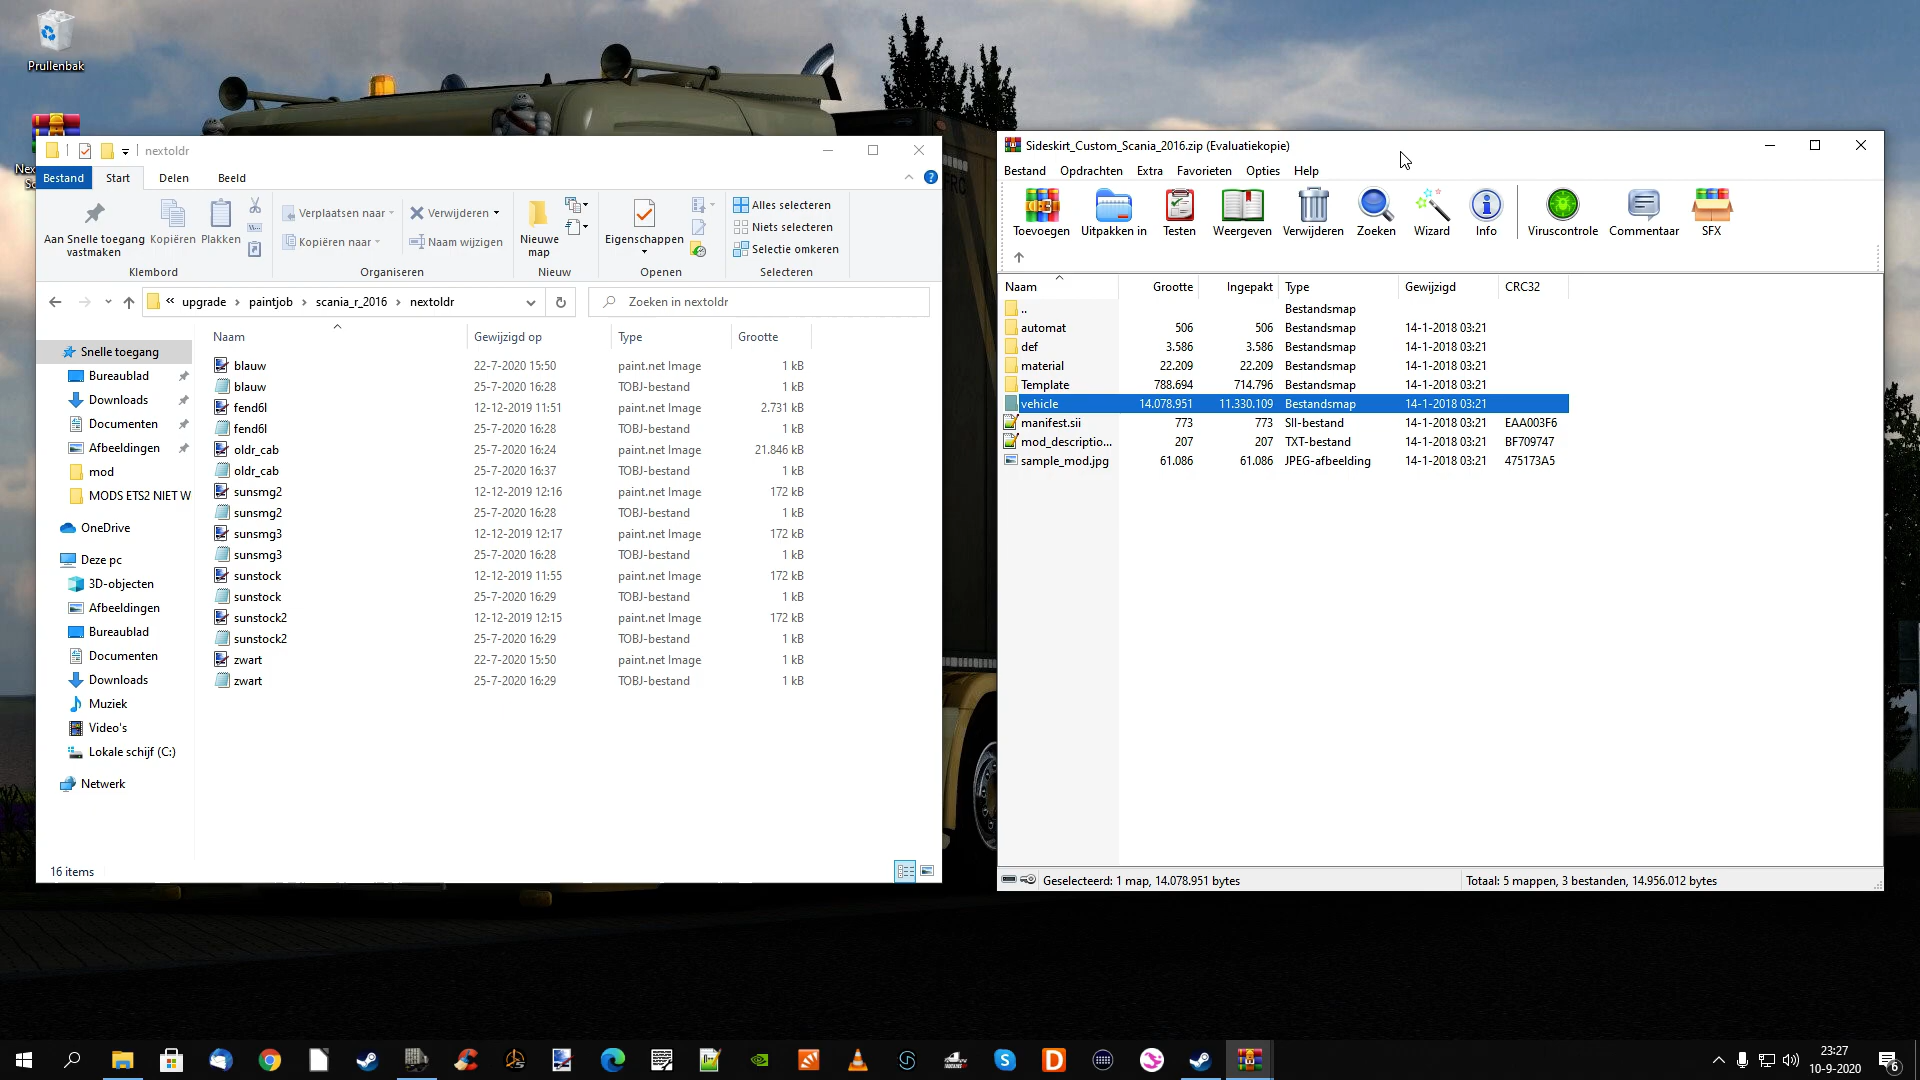 Prullenbak
Nex
Sc
nextoldr
Bestand Start Delen Beeld
Aan Snelle toegang vastmaken
Kopiëren
Plakken
Klembord
Verplaatsen naar
Kopiëren naar
Verwijderen
Naam wijzigen
Organiseren
Nieuwe map
Nieuw
Eigenschappen
Openen
Alles selecteren
Niets selecteren
Selectie omkeren
Selecteren
« upgrade › paintjob › scania_r_2016 › nextoldr
Zoeken in nextoldr
Snelle toegang
Bureaublad
Downloads
Documenten
Afbeeldingen
mod
MODS ETS2 NIET W
OneDrive
Deze pc
3D-objecten
Afbeeldingen
Bureaublad
Documenten
Downloads
Muziek
Video's
Lokale schijf (C:)
Netwerk
Naam Gewijzigd op Type Grootte
blauw 22-7-2020 15:50 paint.net Image 1 kB
blauw 25-7-2020 16:28 TOBJ-bestand 1 kB
fend6l 12-12-2019 11:51 paint.net Image 2.731 kB
fend6l 25-7-2020 16:28 TOBJ-bestand 1 kB
oldr_cab 25-7-2020 16:24 paint.net Image 21.846 kB
oldr_cab 25-7-2020 16:37 TOBJ-bestand 1 kB
sunsmg2 12-12-2019 12:16 paint.net Image 172 kB
sunsmg2 25-7-2020 16:28 TOBJ-bestand 1 kB
sunsmg3 12-12-2019 12:17 paint.net Image 172 kB
sunsmg3 25-7-2020 16:28 TOBJ-bestand 1 kB
sunstock 12-12-2019 11:55 paint.net Image 172 kB
sunstock 25-7-2020 16:29 TOBJ-bestand 1 kB
sunstock2 12-12-2019 12:15 paint.net Image 172 kB
sunstock2 25-7-2020 16:29 TOBJ-bestand 1 kB
zwart 22-7-2020 15:50 paint.net Image 1 kB
zwart 25-7-2020 16:29 TOBJ-bestand 1 kB
16 items
Sideskirt_Custom_Scania_2016.zip (Evaluatiekopie)
Bestand Opdrachten Extra Favorieten Opties Help
Toevoegen Uitpakken in Testen Weergeven Verwijderen Zoeken Wizard Info Viruscontrole Commentaar SFX
Naam Grootte Ingepakt Type Gewijzigd CRC32
.. Bestandsmap
automat 506 506 Bestandsmap 14-1-2018 03:21
def 3.586 3.586 Bestandsmap 14-1-2018 03:21
material 22.209 22.209 Bestandsmap 14-1-2018 03:21
Template 788.694 714.796 Bestandsmap 14-1-2018 03:21
vehicle 14.078.951 11.330.109 Bestandsmap 14-1-2018 03:21
manifest.sii 773 773 SII-bestand 14-1-2018 03:21 EAA003F6
mod_descriptio... 207 207 TXT-bestand 14-1-2018 03:21 BF709747
sample_mod.jpg 61.086 61.086 JPEG-afbeelding 14-1-2018 03:21 475173A5
Geselecteerd: 1 map, 14.078.951 bytes
Totaal: 5 mappen, 3 bestanden, 14.956.012 bytes
23:27
10-9-2020
6